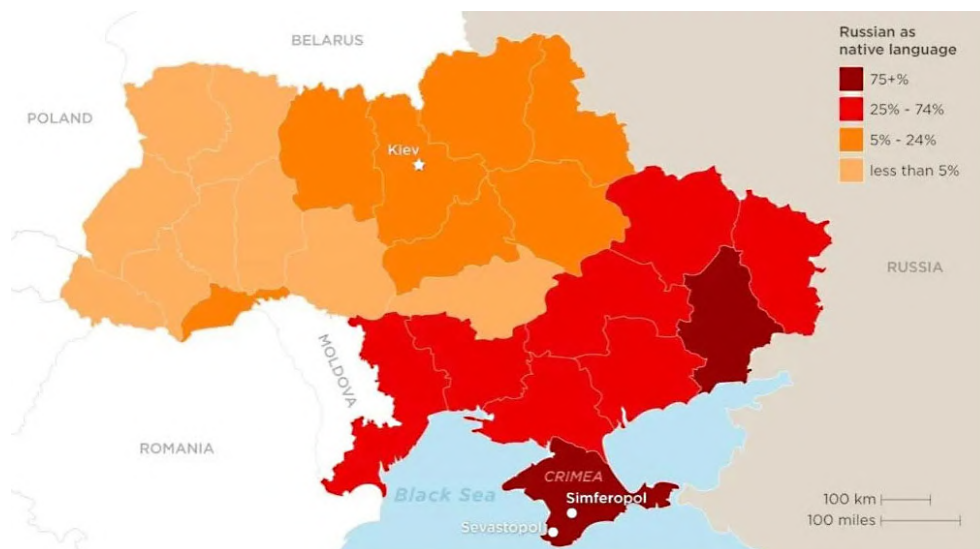 BELARUS
Russian as
native language
75+%
25% - 74%
5% - 24%
less than 5%
POLAND
Kiev
RUSSIA
MOLDOVA
ROMANIA
CRIMEA
Black Sea
Simferopol
Sevastopol
100 km
100 miles